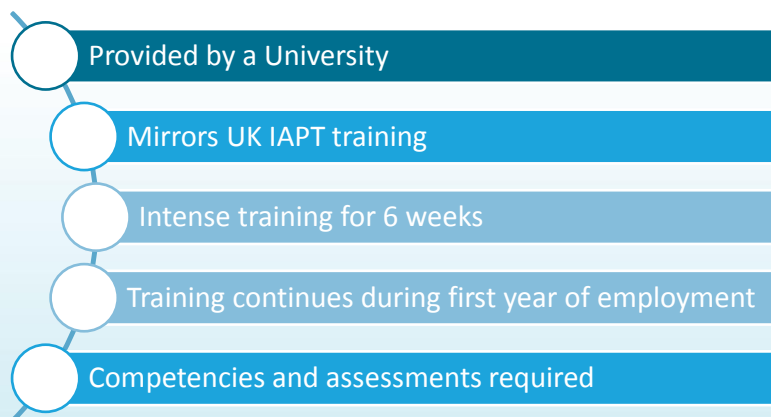 Provided by a University
Mirrors UK IAPT training
Intense training for 6 weeks
Training continues during first year of employment
Competencies and assessments required